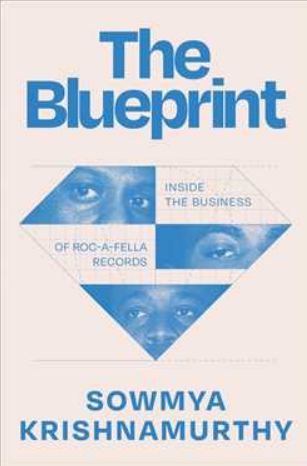 The
Blueprint
INSIDE
THE BUSINESS
OF ROC-A-FELLA
RECORDS
SOWMYA
KRISHNAMURTHY